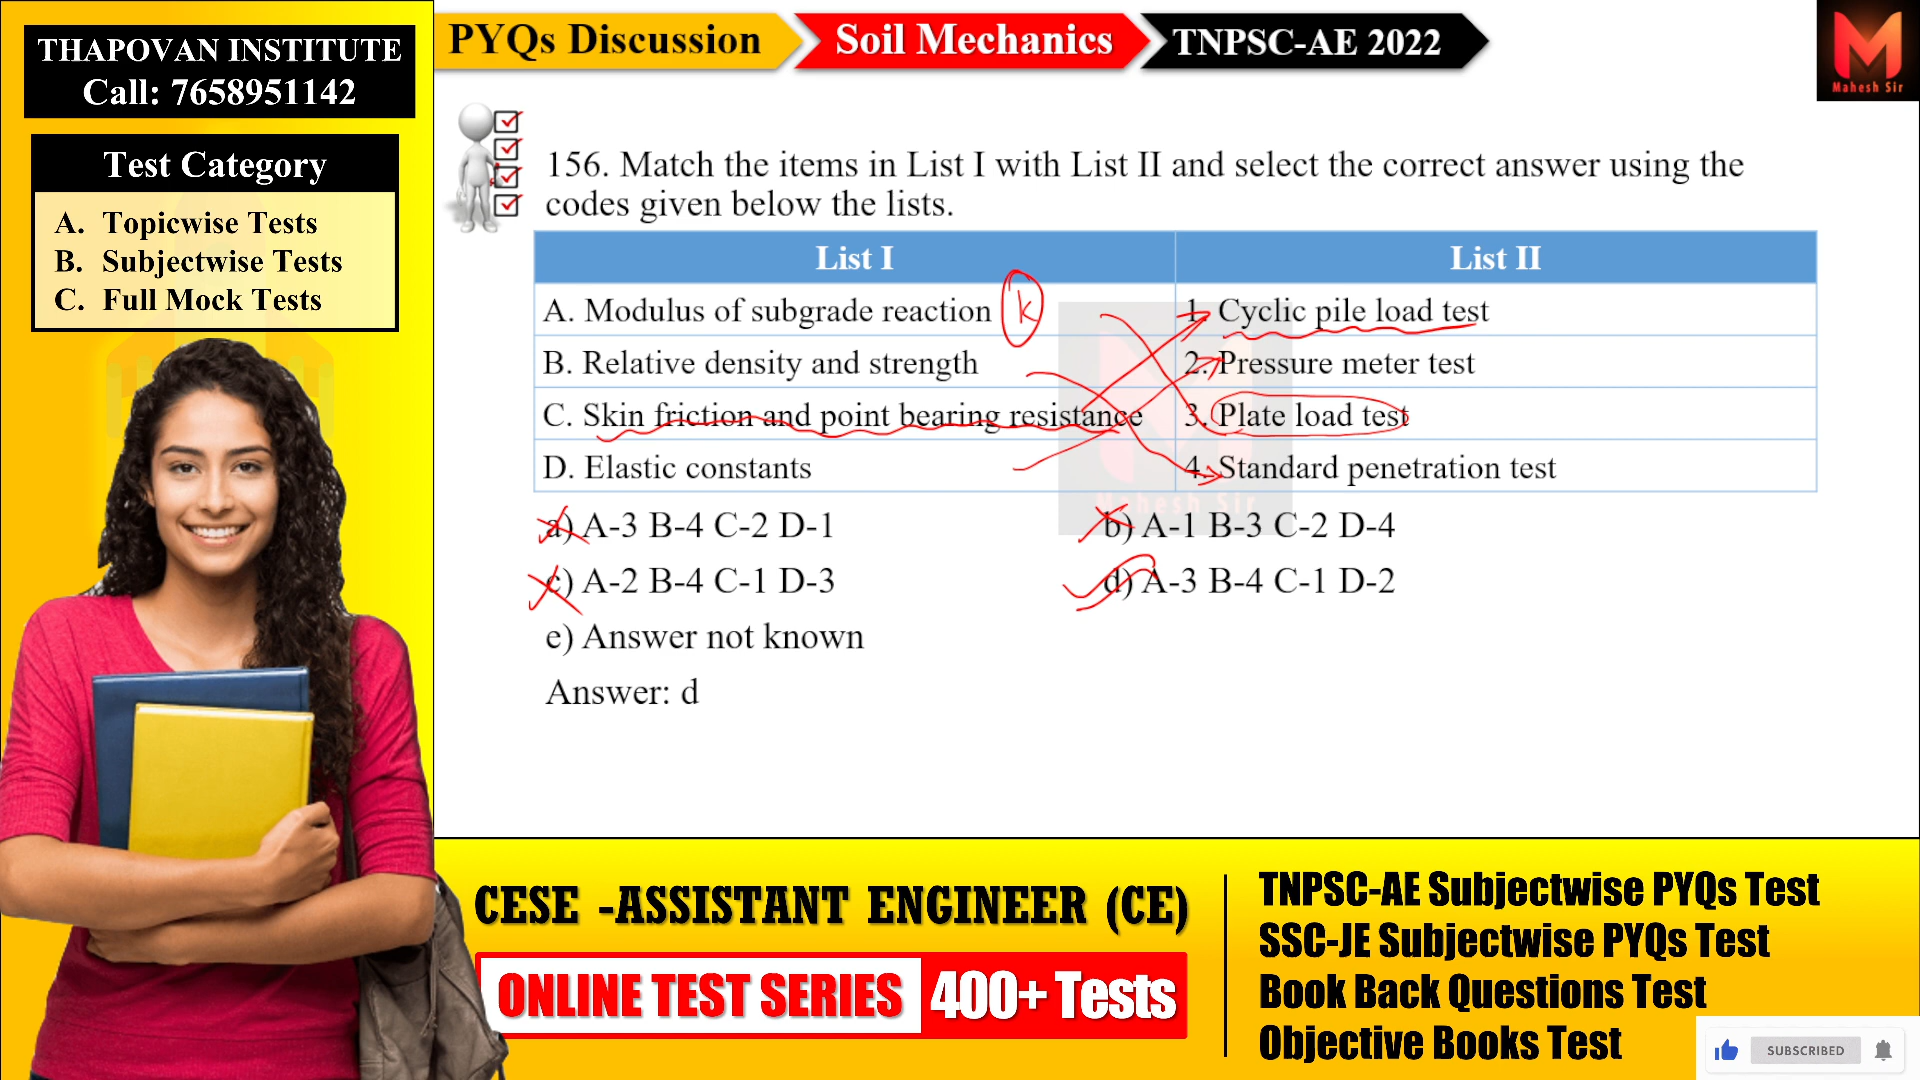 THAPOVAN INSTITUTE
Call: 7658951142
Test Category
A. Topicwise Tests
B. Subjectwise Tests
C. Full Mock Tests
PYQs Discussion
Soil Mechanics
TNPSC-AE 2022
Mahesh Sir
156. Match the items in List I with List II and select the correct answer using the
codes given below the lists.
List I
List II
A. Modulus of subgrade reaction k
1. Cyclic pile load test
B. Relative density and strength
2. Pressure meter test
C. Skin friction and point bearing resistance
3. Plate load test
D. Elastic constants
4. Standard penetration test
Mahesh Sir
a) A-3 B-4 C-2 D-1
b) A-1 B-3 C-2 D-4
c) A-2 B-4 C-1 D-3
d) A-3 B-4 C-1 D-2
e) Answer not known
Answer: d
CESE -ASSISTANT ENGINEER (CE)
ONLINE TEST SERIES 400+ Tests
TNPSC-AE Subjectwise PYQs Test
SSC-JE Subjectwise PYQs Test
Book Back Questions Test
Objective Books Test
SUBSCRIBED